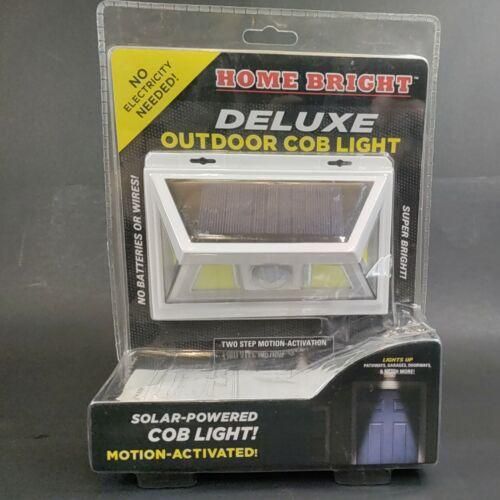 NO
ELECTRICITY
NEEDED!
HOME BRIGHT™
DELUXE
OUTDOOR COB LIGHT
NO BATTERIES OR WIRES!
SUPER BRIGHT!
TWO STEP MOTION-ACTIVATION
LIGHTS UP
PATHWAYS, GARAGES, DOORWAYS,
& MUCH MORE!
SOLAR-POWERED
COB LIGHT!
MOTION-ACTIVATED!